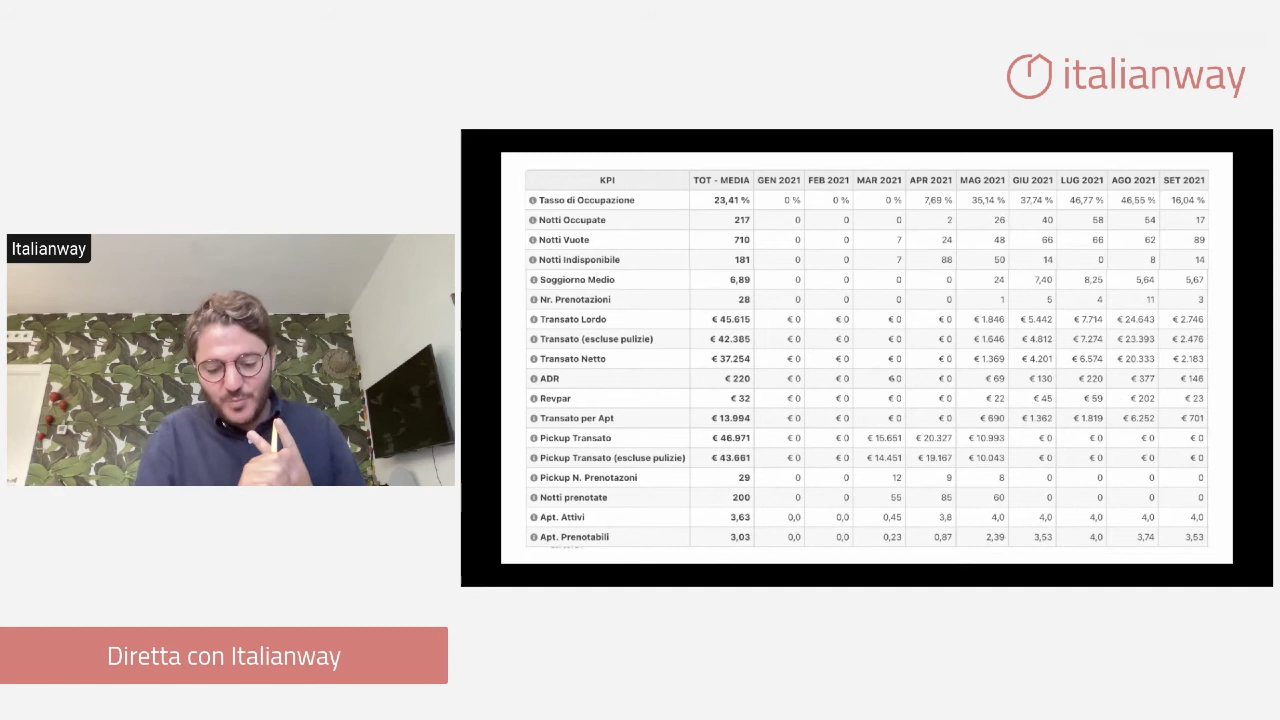 italianway
Italianway
KPI TOT - MEDIA GEN 2021 FEB 2021 MAR 2021 APR 2021 MAG 2021 GIU 2021 LUG 2021 AGO 2021 SET 2021
Tasso di Occupazione 23,41 % 0 % 0 % 0 % 7,69 % 35,14 % 37,74 % 46,77 % 46,55 % 16,04 %
Notti Occupate 217 0 0 0 2 26 40 58 54 17
Notti Vuote 710 0 0 7 24 48 66 66 62 89
Notti Indisponibile 181 0 0 7 88 50 14 0 8 14
Soggiorno Medio 6,89 0 0 0 0 24 7,40 8,25 5,64 5,67
Nr. Prenotazioni 28 0 0 0 0 1 5 4 11 3
Transato Lordo € 45.615 € 0 € 0 € 0 € 0 € 1.846 € 5.442 € 7.714 € 24.643 € 2.746
Transato (escluse pulizie) € 42.385 € 0 € 0 € 0 € 0 € 1.646 € 4.812 € 7.274 € 23.393 € 2.476
Transato Netto € 37.254 € 0 € 0 € 0 € 0 € 1.369 € 4.201 € 6.574 € 20.333 € 2.183
ADR € 220 € 0 € 0 € 0 € 0 € 69 € 130 € 220 € 377 € 146
Revpar € 32 € 0 € 0 € 0 € 0 € 22 € 45 € 59 € 202 € 23
Transato per Apt € 13.994 € 0 € 0 € 0 € 0 € 690 € 1.362 € 1.819 € 6.252 € 701
Pickup Transato € 46.971 € 0 € 0 € 15.651 € 20.327 € 10.993 € 0 € 0 € 0 € 0
Pickup Transato (escluse pulizie) € 43.661 € 0 € 0 € 14.451 € 19.167 € 10.043 € 0 € 0 € 0 € 0
Pickup N. Prenotazoni 29 0 0 12 9 8 0 0 0 0
Notti prenotate 200 0 0 55 85 60 0 0 0 0
Apt. Attivi 3,63 0,0 0,0 0,45 3,8 4,0 4,0 4,0 4,0 4,0
Apt. Prenotabili 3,03 0,0 0,0 0,23 0,87 2,39 3,53 4,0 3,74 3,53
Diretta con Italianway